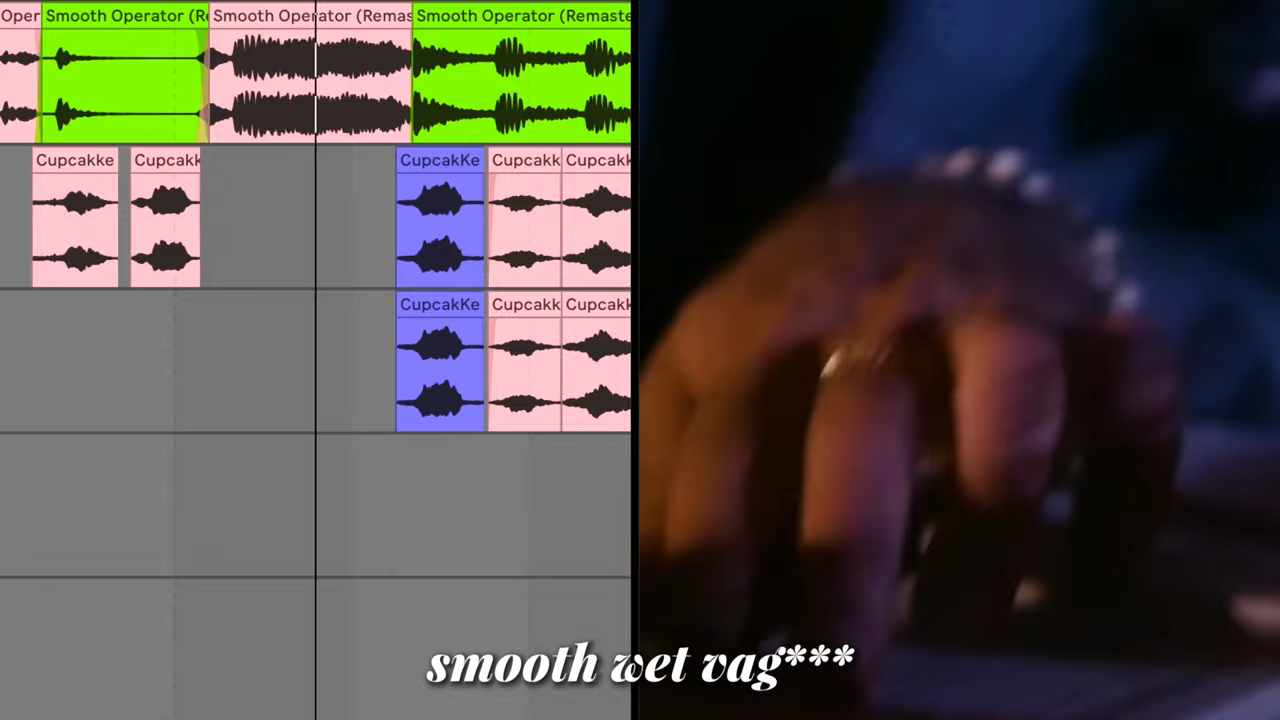 Oper
Smooth Operator (R
Smooth Operator (Remas
Smooth Operator (Remaste
Cupcakke
Cupcakk
CupcakKe
Cupcakk
Cupcakk
CupcakKe
Cupcakk
Cupcakk
smooth wet vag***